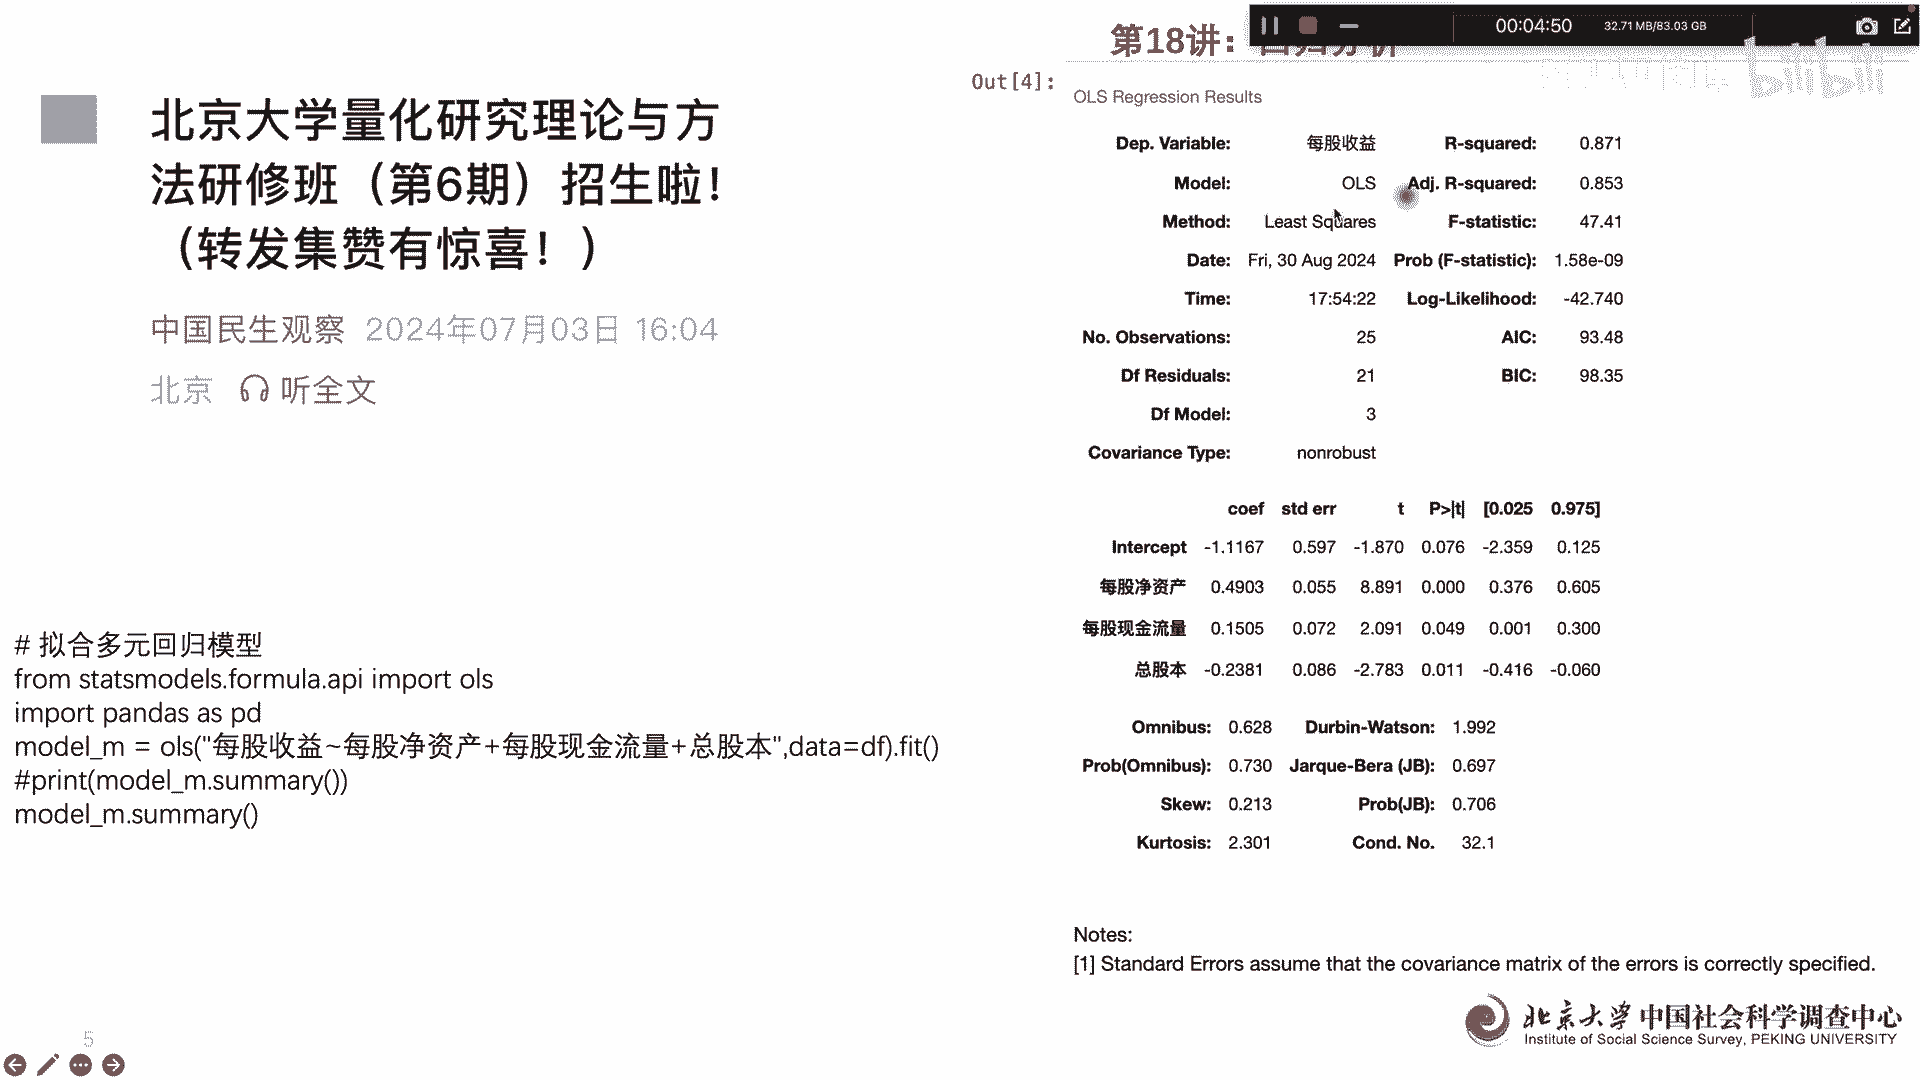 00:04:50 32.71 MB/83.03 GB
第18讲：回归分析
bilibili
北京大学量化研究理论与方
法研修班（第6期）招生啦！
（转发集赞有惊喜！）
中国民生观察 2024年07月03日 16:04
北京 听全文
# 拟合多元回归模型
from statsmodels.formula.api import ols
import pandas as pd
model_m = ols("每股收益~每股净资产+每股现金流量+总股本",data=df).fit()
#print(model_m.summary())
model_m.summary()
5
Out[4]:
OLS Regression Results
Dep. Variable: 每股收益 R-squared: 0.871
Model: OLS Adj. R-squared: 0.853
Method: Least Squares F-statistic: 47.41
Date: Fri, 30 Aug 2024 Prob (F-statistic): 1.58e-09
Time: 17:54:22 Log-Likelihood: -42.740
No. Observations: 25 AIC: 93.48
Df Residuals: 21 BIC: 98.35
Df Model: 3
Covariance Type: nonrobust
coef std err t P>|t| [0.025 0.975]
Intercept -1.1167 0.597 -1.870 0.076 -2.359 0.125
每股净资产 0.4903 0.055 8.891 0.000 0.376 0.605
每股现金流量 0.1505 0.072 2.091 0.049 0.001 0.300
总股本 -0.2381 0.086 -2.783 0.011 -0.416 -0.060
Omnibus: 0.628 Durbin-Watson: 1.992
Prob(Omnibus): 0.730 Jarque-Bera (JB): 0.697
Skew: 0.213 Prob(JB): 0.706
Kurtosis: 2.301 Cond. No. 32.1
Notes:
[1] Standard Errors assume that the covariance matrix of the errors is correctly specified.
北京大学中国社会科学调查中心
Institute of Social Science Survey, PEKING UNIVERSITY